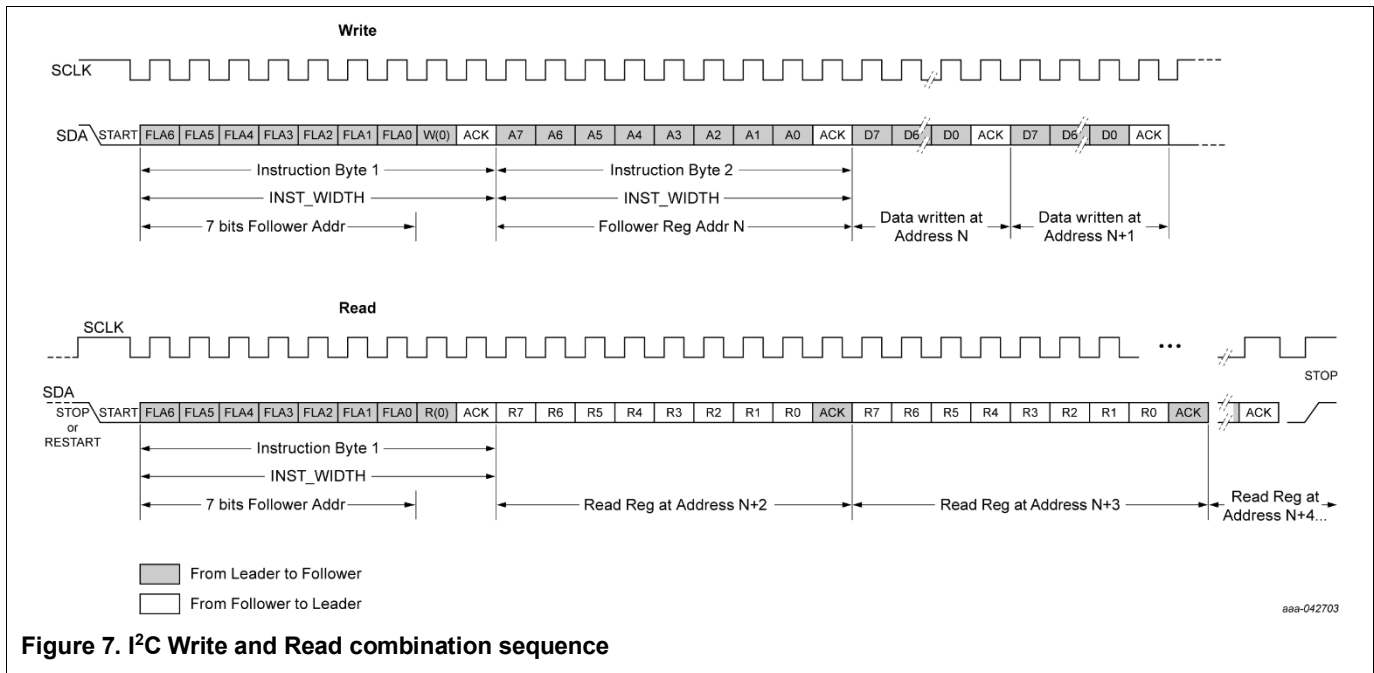 Write
SCLK
SDA START FLA6 FLA5 FLA4 FLA3 FLA2 FLA1 FLA0 W(0) ACK A7 A6 A5 A4 A3 A2 A1 A0 ACK D7 D6 D0 ACK D7 D6 D0 ACK
Instruction Byte 1 Instruction Byte 2
INST_WIDTH INST_WIDTH
7 bits Follower Addr Follower Reg Addr N Data written at Address N Data written at Address N+1
Read
SCLK
...
STOP
SDA
STOP or RESTART START FLA6 FLA5 FLA4 FLA3 FLA2 FLA1 FLA0 R(0) ACK R7 R6 R5 R4 R3 R2 R1 R0 ACK R7 R6 R5 R4 R3 R2 R1 R0 ACK ACK
Instruction Byte 1
INST_WIDTH
7 bits Follower Addr Read Reg at Address N+2 Read Reg at Address N+3 Read Reg at Address N+4...
From Leader to Follower
From Follower to Leader
aaa-042703
Figure 7. I²C Write and Read combination sequence